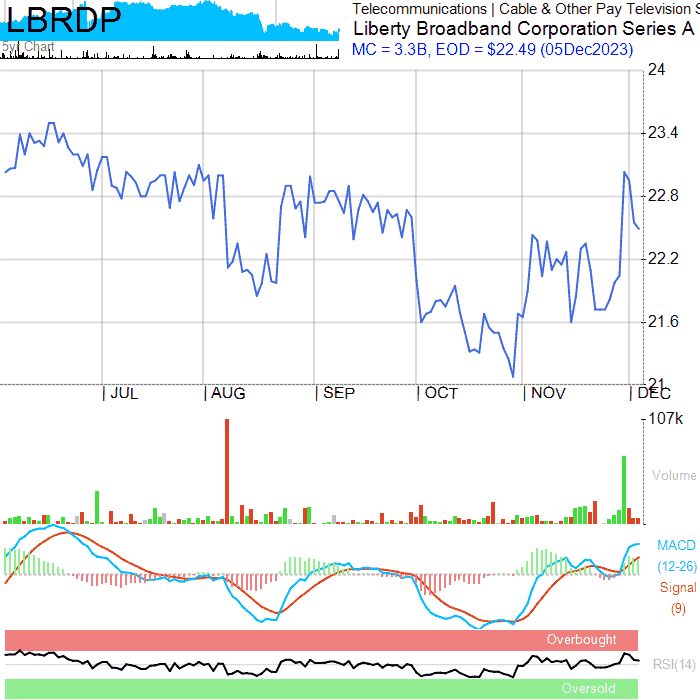 LBRDP
5yr Chart
Telecommunications | Cable & Other Pay Television S
Liberty Broadband Corporation Series A
MC = 3.3B, EOD = $22.49 (05Dec2023)
24
23.4
22.8
22.2
21.6
21
| JUL | AUG | SEP | OCT | NOV | DEC
107k
Volume
MACD
(12-26)
Signal
(9)
Overbought
RSI(14)
Oversold